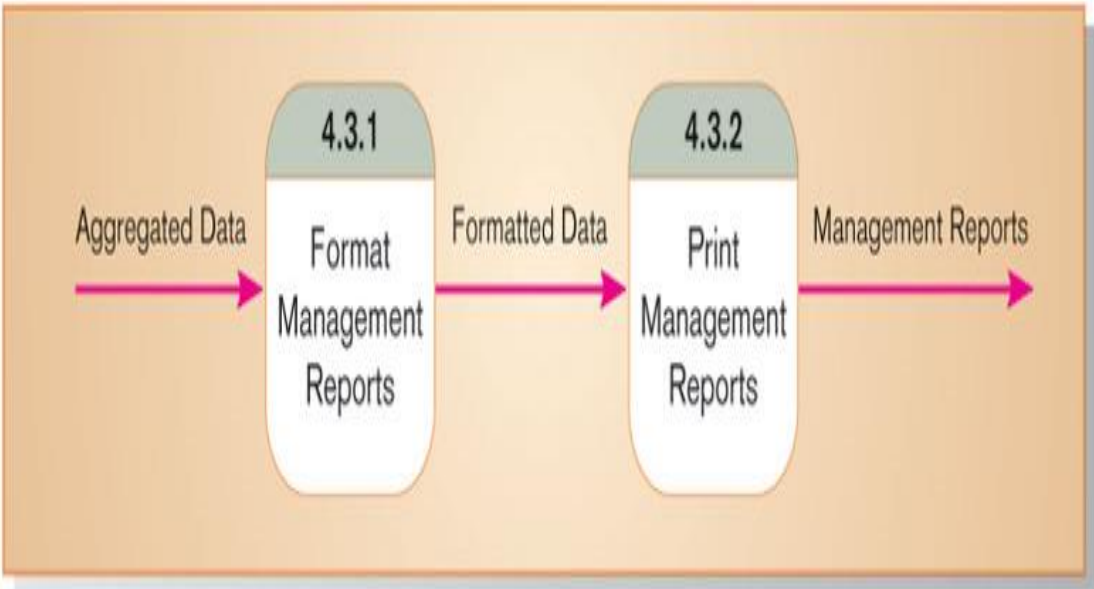 4.3.1
4.3.2
Aggregated Data
Format
Management
Reports
Formatted Data
Print
Management
Reports
Management Reports